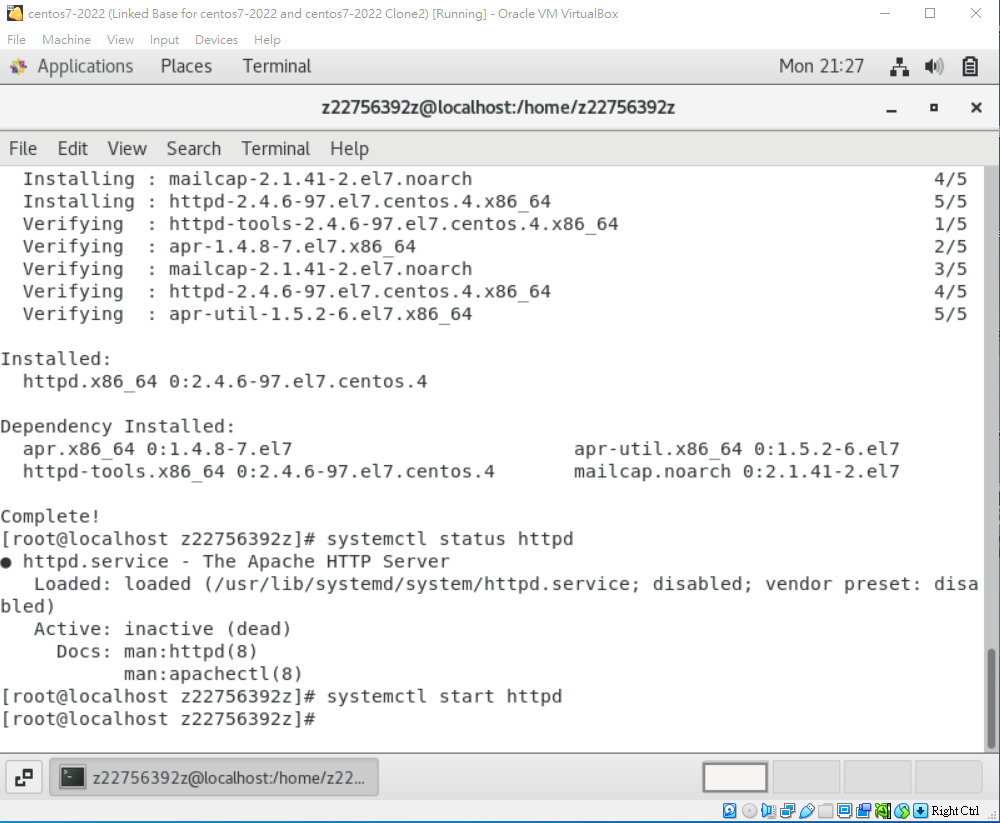 centos7-2022 (Linked Base for centos7-2022 and centos7-2022 Clone2) [Running] - Oracle VM VirtualBox
File Machine View Input Devices Help
Applications Places Terminal Mon 21:27
z22756392z@localhost:/home/z22756392z
File Edit View Search Terminal Help
Installing : mailcap-2.1.41-2.el7.noarch 4/5
Installing : httpd-2.4.6-97.el7.centos.4.x86_64 5/5
Verifying : httpd-tools-2.4.6-97.el7.centos.4.x86_64 1/5
Verifying : apr-1.4.8-7.el7.x86_64 2/5
Verifying : mailcap-2.1.41-2.el7.noarch 3/5
Verifying : httpd-2.4.6-97.el7.centos.4.x86_64 4/5
Verifying : apr-util-1.5.2-6.el7.x86_64 5/5
Installed:
httpd.x86_64 0:2.4.6-97.el7.centos.4
Dependency Installed:
apr.x86_64 0:1.4.8-7.el7 apr-util.x86_64 0:1.5.2-6.el7
httpd-tools.x86_64 0:2.4.6-97.el7.centos.4 mailcap.noarch 0:2.1.41-2.el7
Complete!
[root@localhost z22756392z]# systemctl status httpd
● httpd.service - The Apache HTTP Server
Loaded: loaded (/usr/lib/systemd/system/httpd.service; disabled; vendor preset: disa
bled)
Active: inactive (dead)
Docs: man:httpd(8)
man:apachectl(8)
[root@localhost z22756392z]# systemctl start httpd
[root@localhost z22756392z]#
z22756392z@localhost:/home/z22...
Right Ctrl